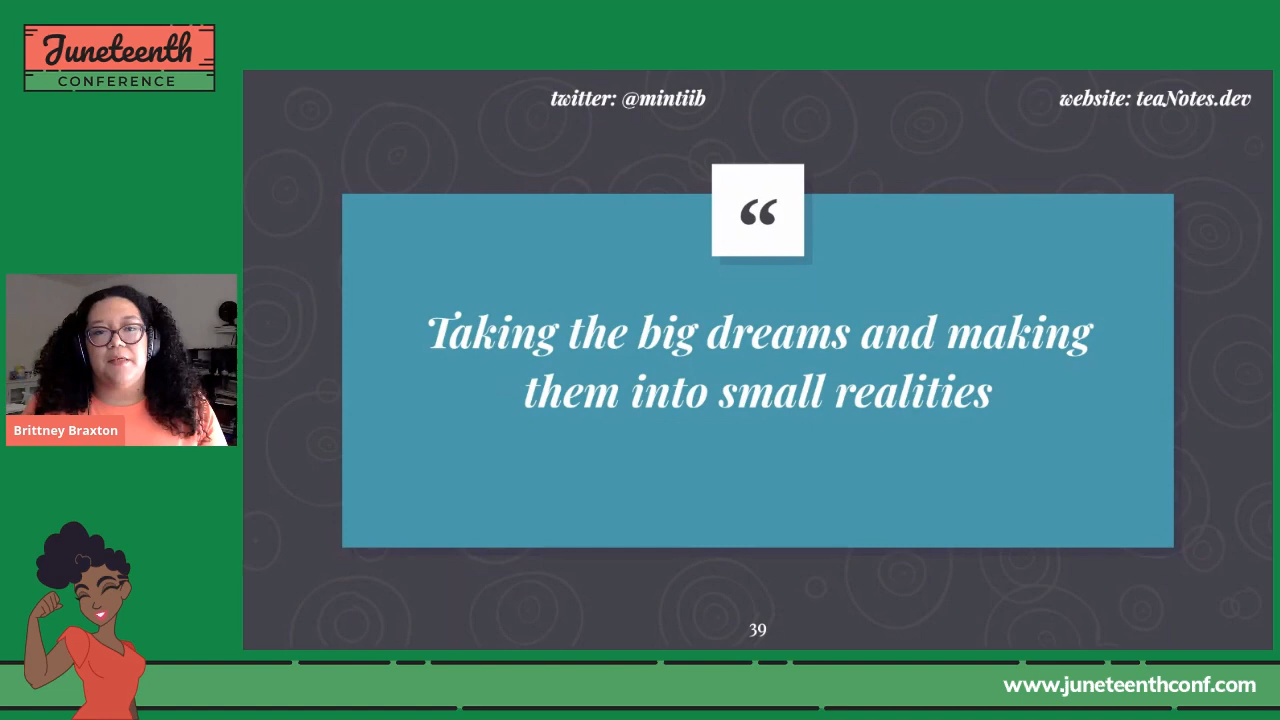 Juneteenth
CONFERENCE
twitter: @mintiib
website: teaNotes.dev
“
Taking the big dreams and making
them into small realities
Brittney Braxton
39
www.juneteenthconf.com